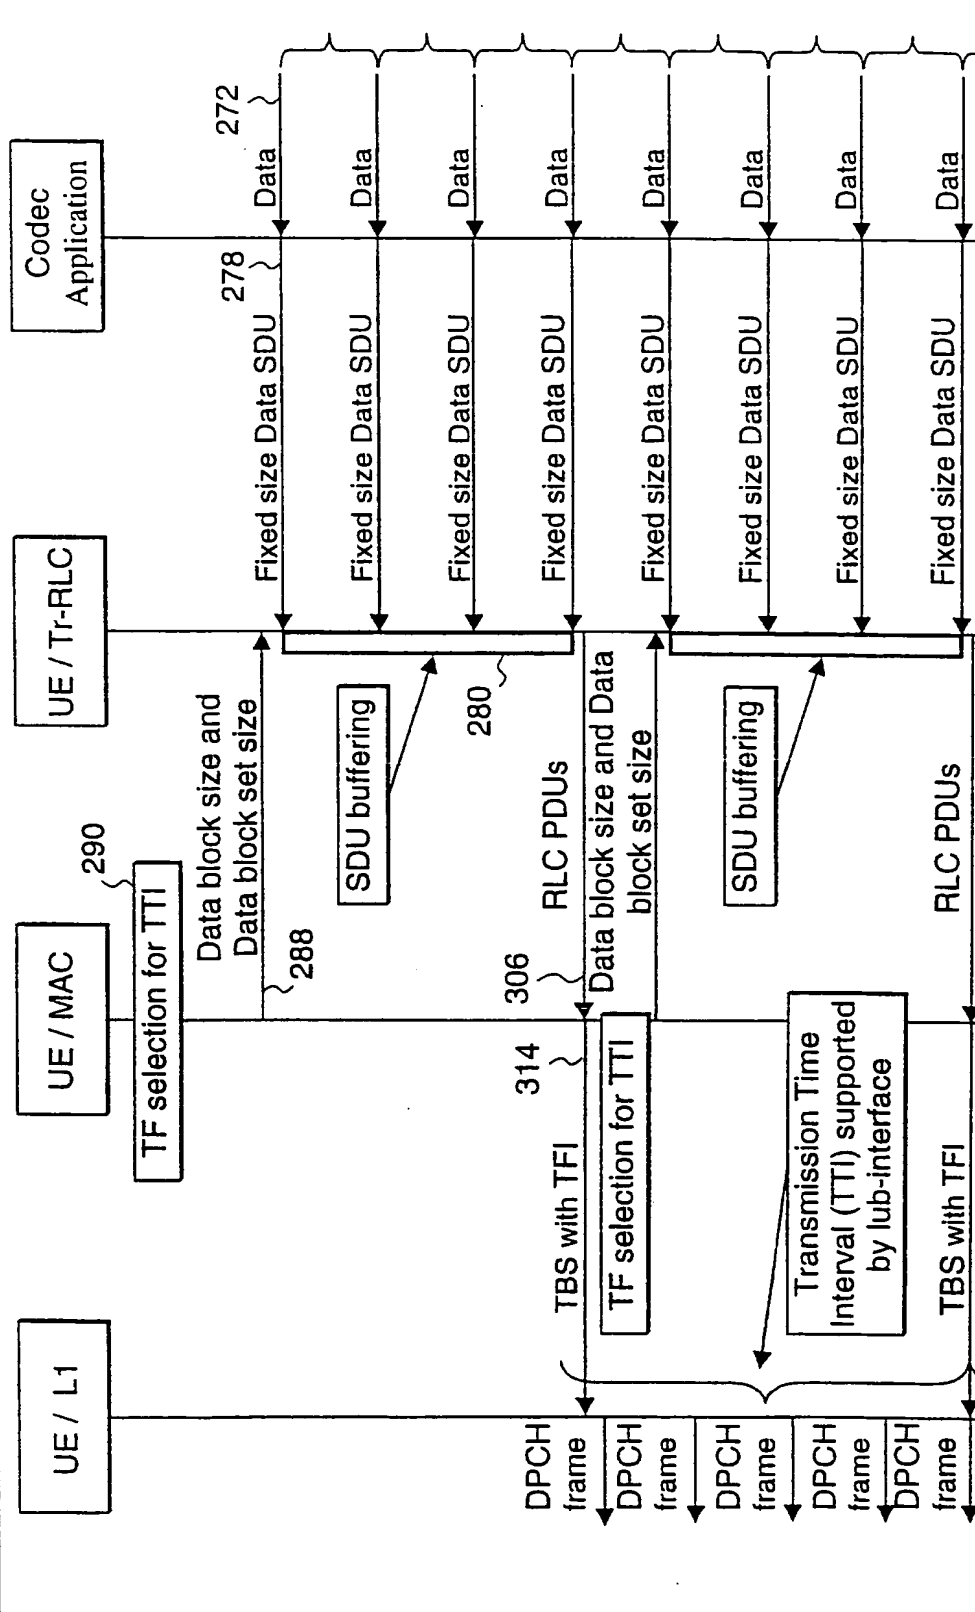 UE / L1
UE / MAC
UE / Tr-RLC
Codec
Application
290
TF selection for TTI
272
Data
278
Fixed size Data SDU
Data block size and
Data block set size
288
Data
Fixed size Data SDU
SDU buffering
Data
Fixed size Data SDU
280
Data
Fixed size Data SDU
RLC PDUs
306
314
TBS with TFI
DPCH
frame
Data block size and Data
block set size
TF selection for TTI
DPCH
frame
Data
Fixed size Data SDU
SDU buffering
Data
Fixed size Data SDU
DPCH
frame
Transmission Time
Interval (TTI) supported
by lub-interface
Data
Fixed size Data SDU
DPCH
frame
Data
Fixed size Data SDU
RLC PDUs
TBS with TFI
DPCH
frame